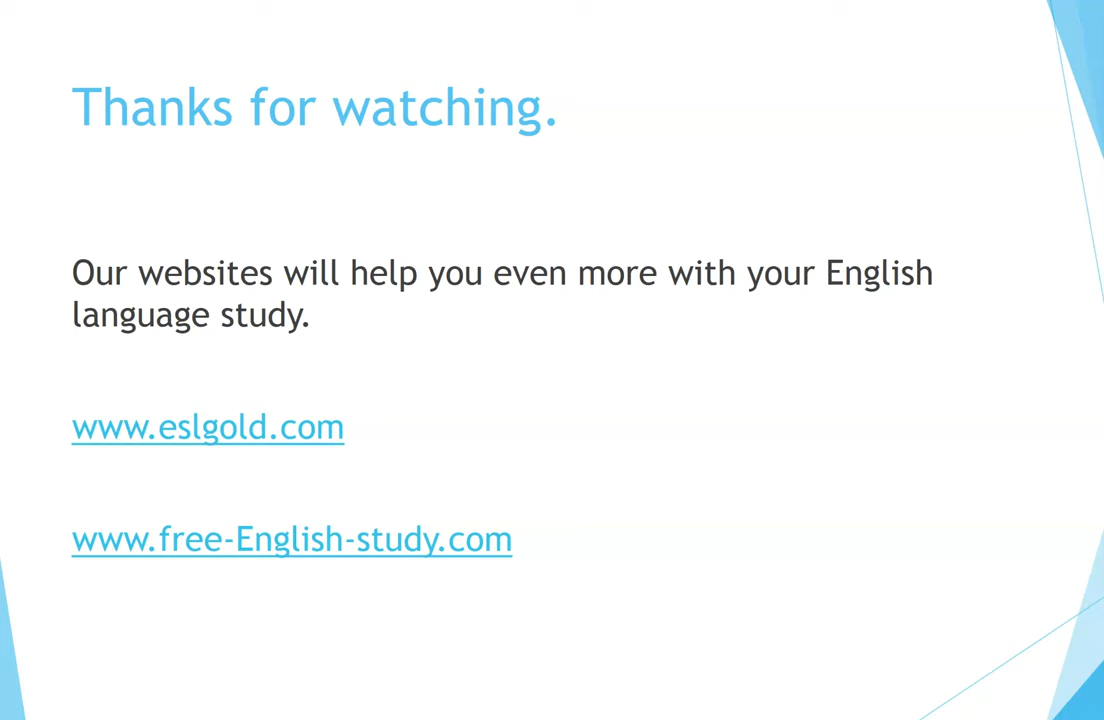 Thanks for watching.
Our websites will help you even more with your English
language study.
www.eslgold.com
www.free-English-study.com